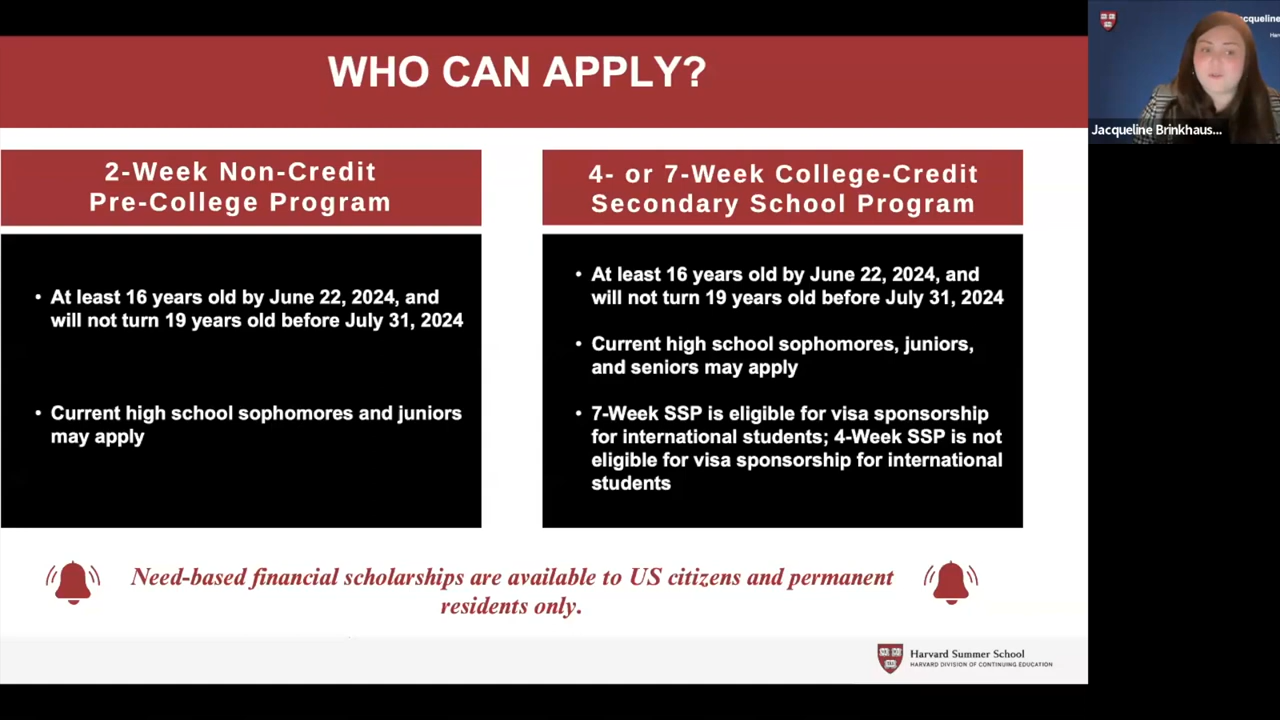 WHO CAN APPLY?
2-Week Non-Credit
Pre-College Program
• At least 16 years old by June 22, 2024, and
will not turn 19 years old before July 31, 2024
• Current high school sophomores and juniors
may apply
4- or 7-Week College-Credit
Secondary School Program
• At least 16 years old by June 22, 2024, and
will not turn 19 years old before July 31, 2024
• Current high school sophomores, juniors,
and seniors may apply
• 7-Week SSP is eligible for visa sponsorship
for international students; 4-Week SSP is not
eligible for visa sponsorship for international
students
Need-based financial scholarships are available to US citizens and permanent
residents only.
Harvard Summer School
HARVARD DIVISION OF CONTINUING EDUCATION
acqueline
Har
Jacqueline Brinkhaus...